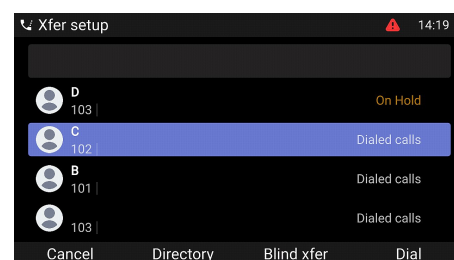 Xfer setup 14:19
D
103 On Hold
C
102 Dialed calls
B
101 Dialed calls
103 Dialed calls
Cancel Directory Blind xfer Dial